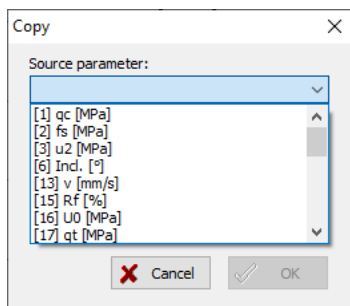 Copy
Source parameter:
[1] qc [MPa]
[2] fs [MPa]
[3] u2 [MPa]
[6] Incl. [°]
[13] v [mm/s]
[15] Rf [%]
[16] U0 [MPa]
[17] qt [MPa]
Cancel
OK